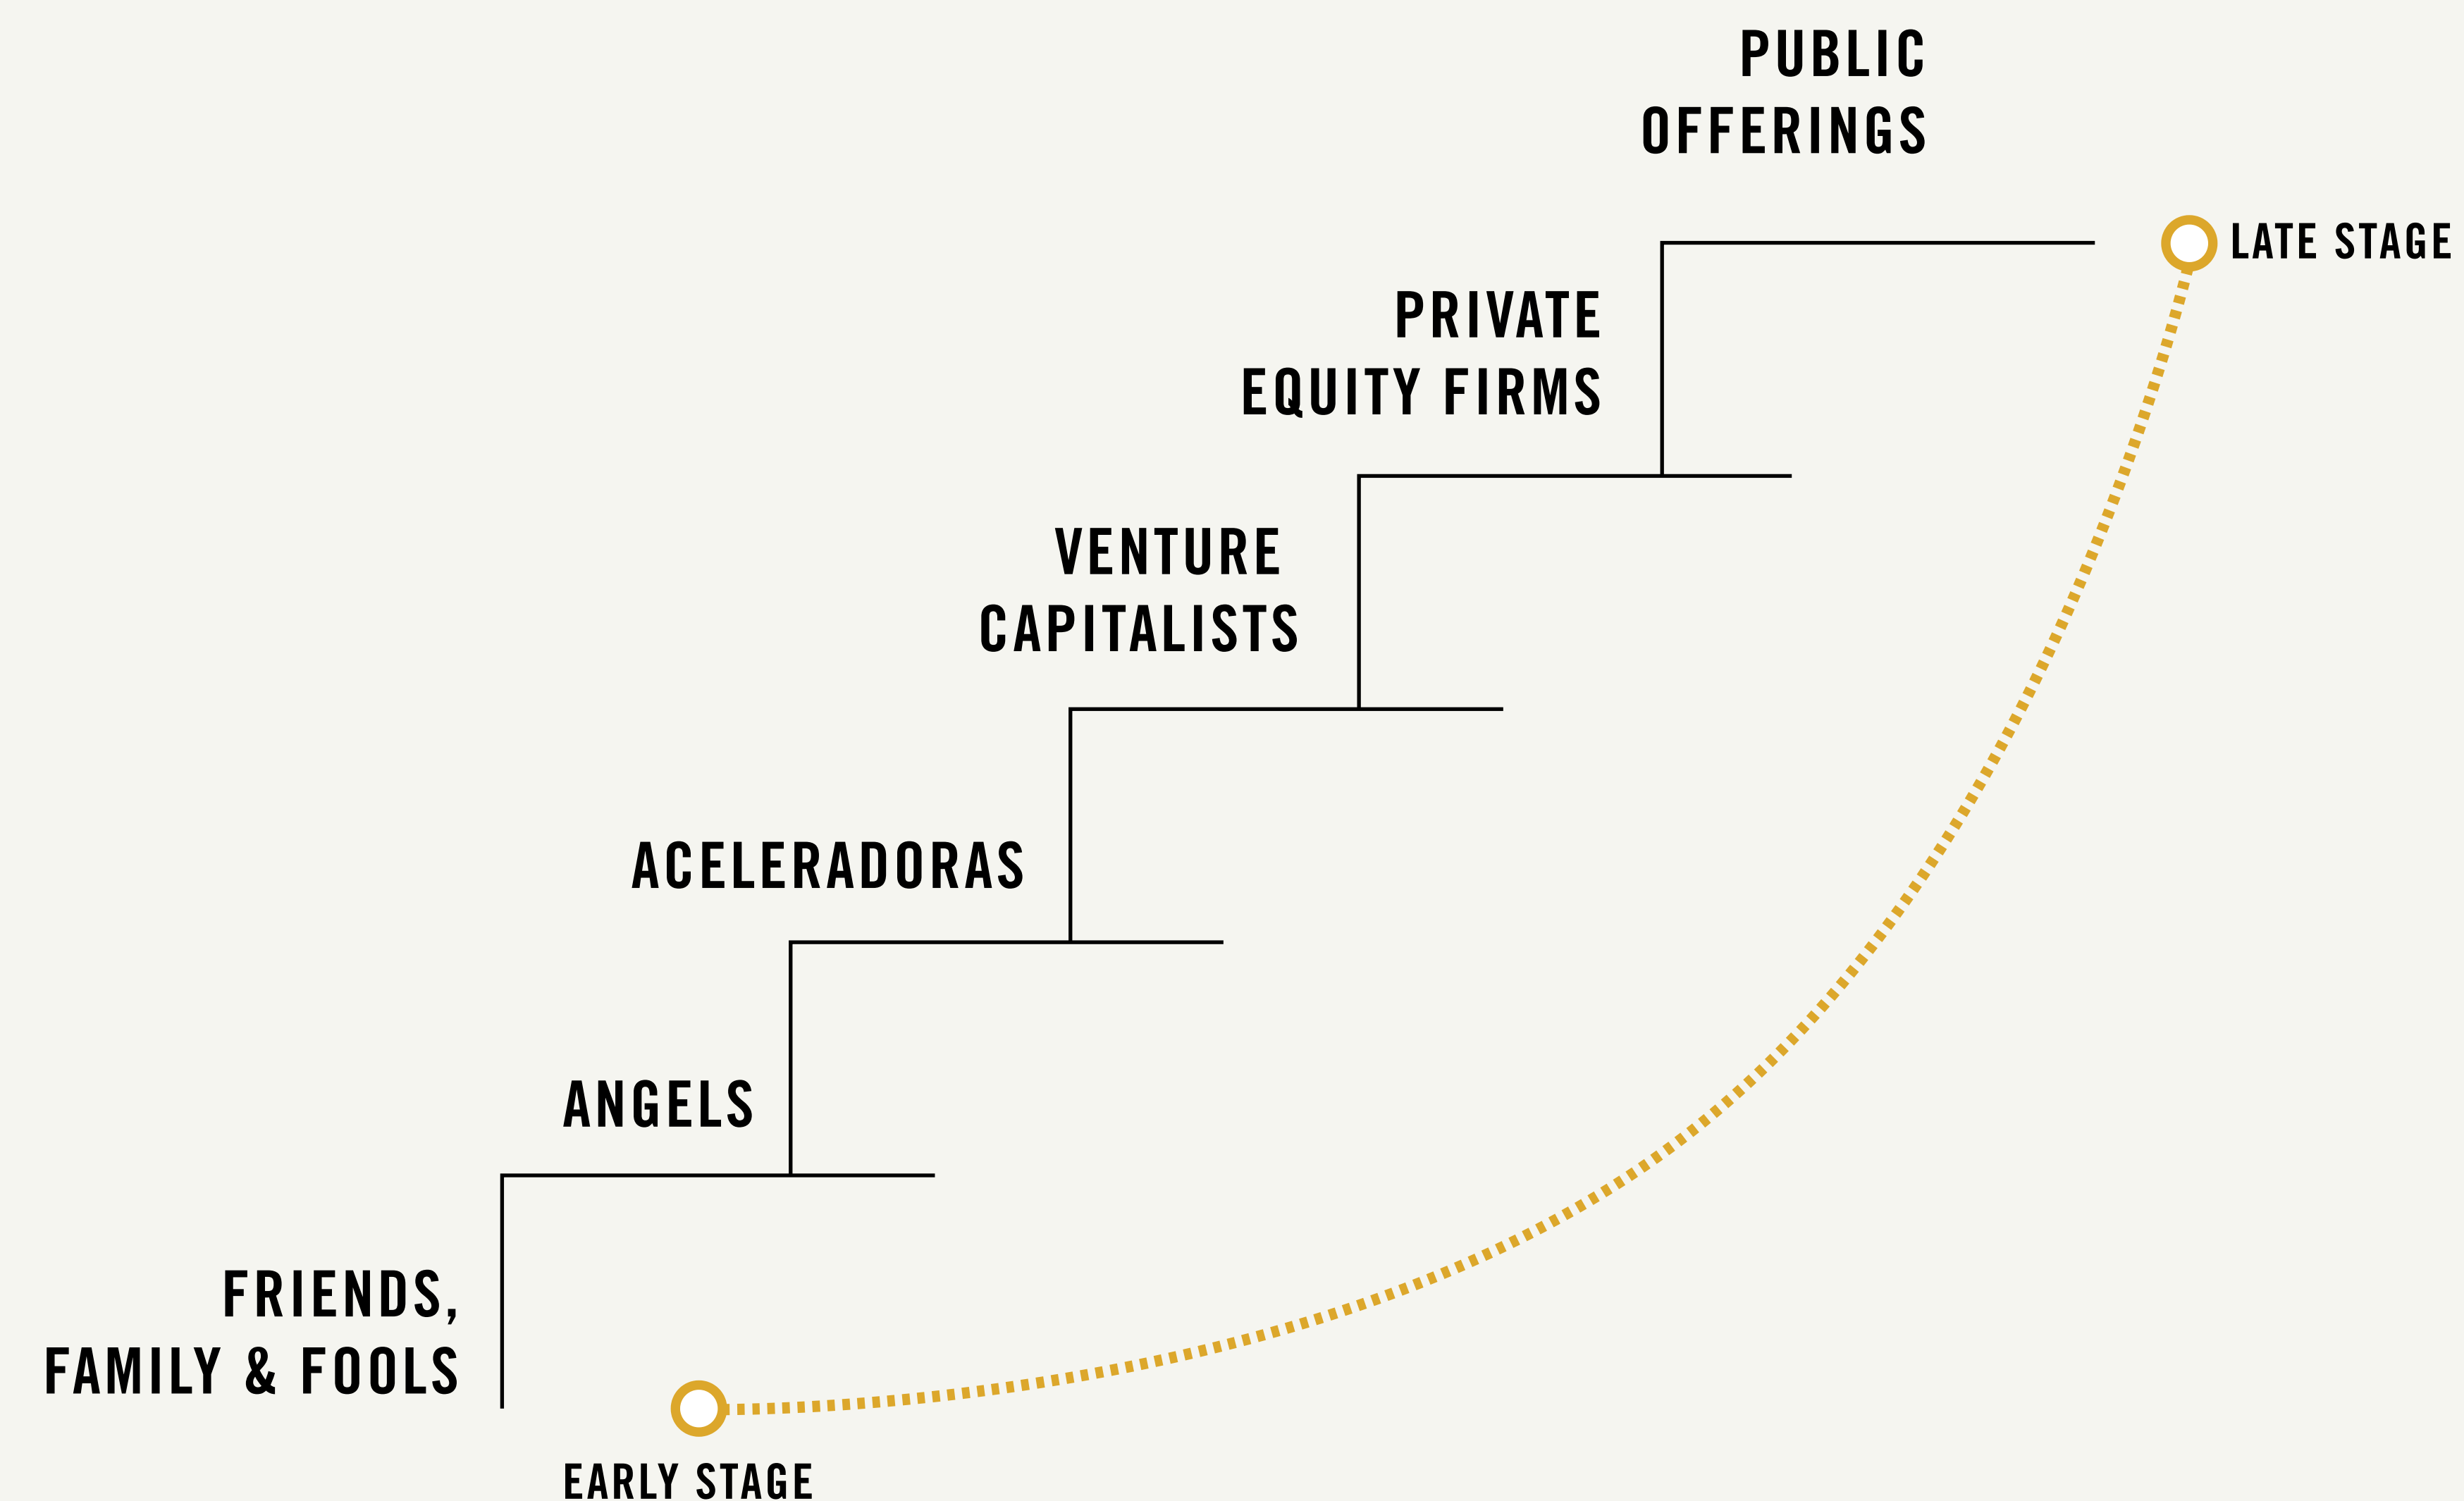 PUBLIC
OFFERINGS
LATE STAGE
PRIVATE
EQUITY FIRMS
VENTURE
CAPITALISTS
ACELERADORAS
ANGELS
FRIENDS,
FAMILY & FOOLS
EARLY STAGE